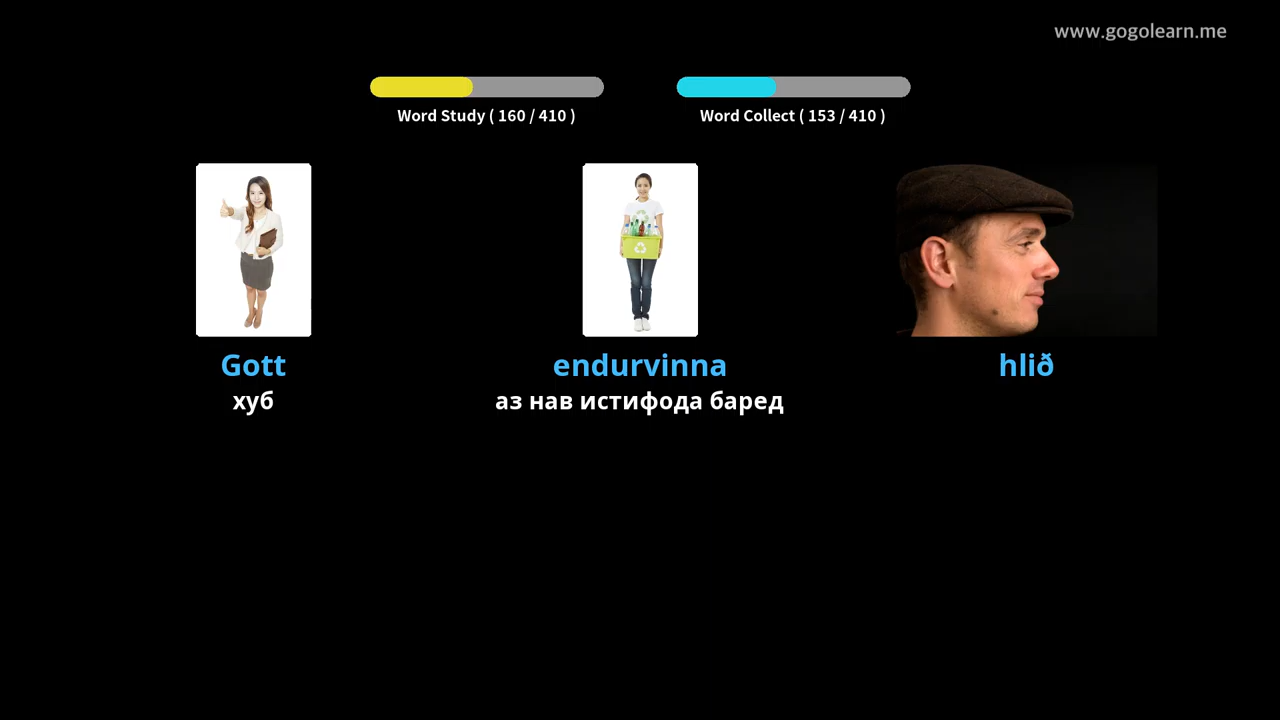 www.gogolearn.me
Word Study ( 160 / 410 )
Word Collect ( 153 / 410 )
Gott
хуб
endurvinna
аз нав истифода баред
hlið